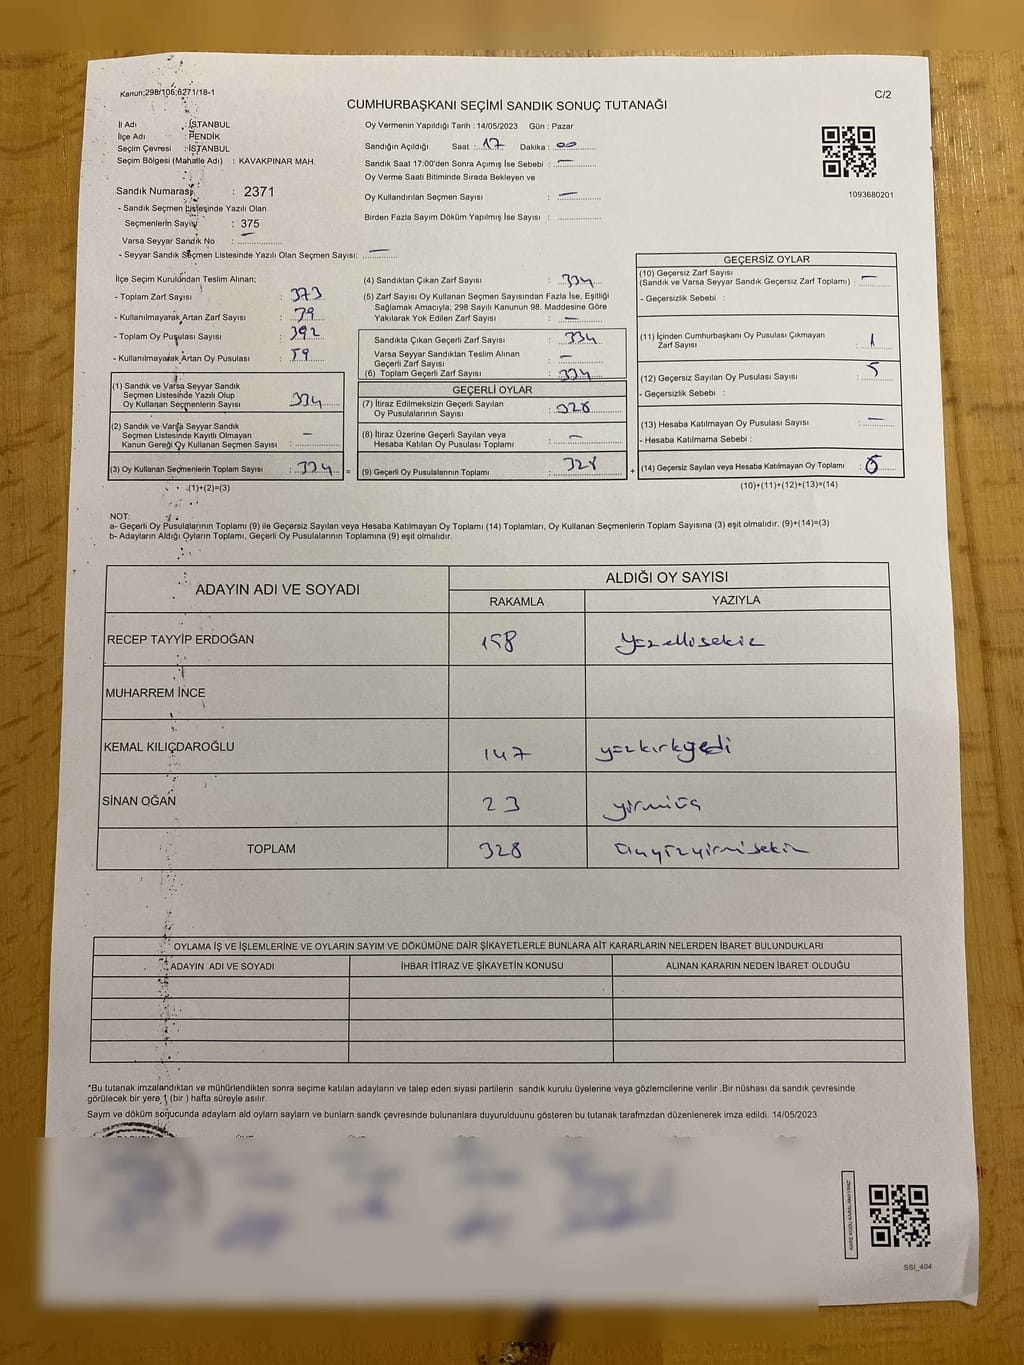 Kanun:298/106,6271/18-1
C/2
CUMHURBAŞKANI SEÇİMİ SANDIK SONUÇ TUTANAĞI
İl Adı : İSTANBUL
İlçe Adı : PENDİK
Seçim Çevresi : İSTANBUL
Seçim Bölgesi (Mahalle Adı) : KAVAKPINAR MAH.
Sandık Numarası : 2371
- Sandık Seçmen Listesinde Yazılı Olan
Seçmenlerin Sayısı : 375
Varsa Seyyar Sandık No : —
- Seyyar Sandık Seçmen Listesinde Yazılı Olan Seçmen Sayısı: —
Oy Vermenin Yapıldığı Tarih : 14/05/2023 Gün : Pazar
Sandığın Açıldığı Saat : 17 Dakika : 00
Sandık Saat 17:00'den Sonra Açımış İse Sebebi : —
Oy Verme Saati Bitiminde Sırada Bekleyen ve
Oy Kullandırılan Seçmen Sayısı : —
Birden Fazla Sayım Döküm Yapılmış İse Sayısı :
1093680201
İlçe Seçim Kurulundan Teslim Alınan;
- Toplam Zarf Sayısı : 373
- Kullanılmayarak Artan Zarf Sayısı : 39
- Toplam Oy Pusulası Sayısı : 392
- Kullanılmayarak Artan Oy Pusulası : 59
(1) Sandık ve Varsa Seyyar Sandık
Seçmen Listesinde Yazılı Olup
Oy Kullanan Seçmenlerin Sayısı : 334
(2) Sandık ve Varsa Seyyar Sandık
Seçmen Listesinde Kayıtlı Olmayan
Kanun Gereği Oy Kullanan Seçmen Sayısı : —
(3) Oy Kullanan Seçmenlerin Toplam Sayısı : 334 =
.(1)+(2)=(3)
(4) Sandıktan Çıkan Zarf Sayısı : 334
(5) Zarf Sayısı Oy Kullanan Seçmen Sayısından Fazla İse, Eşitliği
Sağlamak Amacıyla; 298 Sayılı Kanunun 98. Maddesine Göre
Yakılarak Yok Edilen Zarf Sayısı : —
Sandıkta Çıkan Geçerli Zarf Sayısı : 334
Varsa Seyyar Sandıktan Teslim Alınan
Geçerli Zarf Sayısı : —
(6) Toplam Geçerli Zarf Sayısı : 334
GEÇERLİ OYLAR
(7) İtiraz Edilmeksizin Geçerli Sayılan
Oy Pusulalarının Sayısı : 328
(8) İtiraz Üzerine Geçerli Sayılan veya
Hesaba Katılan Oy Pusulası Toplamı : —
(9) Geçerli Oy Pusulalarının Toplamı : 328 +
GEÇERSİZ OYLAR
(10) Geçersiz Zarf Sayısı
(Sandık ve Varsa Seyyar Sandık Geçersiz Zarf Toplamı) : —
- Geçersizlik Sebebi :
(11) İçinden Cumhurbaşkanı Oy Pusulası Çıkmayan
Zarf Sayısı : 1
(12) Geçersiz Sayılan Oy Pusulası Sayısı : 5
- Geçersizlik Sebebi :
(13) Hesaba Katılmayan Oy Pusulası Sayısı : —
- Hesaba Katılmama Sebebi :
(14) Geçersiz Sayılan veya Hesaba Katılmayan Oy Toplamı :
(10)+(11)+(12)+(13)=(14)
NOT:
a- Geçerli Oy Pusulalarının Toplamı (9) ile Geçersiz Sayılan veya Hesaba Katılmayan Oy Toplamı (14) Toplamları, Oy Kullanan Seçmenlerin Toplam Sayısına (3) eşit olmalıdır. (9)+(14)=(3)
b- Adayların Aldığı Oyların Toplamı, Geçerli Oy Pusulalarının Toplamına (9) eşit olmalıdır.
ADAYIN ADI VE SOYADI
ALDIĞI OY SAYISI
RAKAMLA YAZIYLA
RECEP TAYYİP ERDOĞAN 158 yüzellisekiz
MUHARREM İNCE
KEMAL KILIÇDAROĞLU 147 yüzkırkyedi
SİNAN OĞAN 23 yirmiüç
TOPLAM 328 üçyüzyirmisekiz
OYLAMA İŞ VE İŞLEMLERİNE VE OYLARIN SAYIM VE DÖKÜMÜNE DAİR ŞİKAYETLERLE BUNLARA AİT KARARLARIN NELERDEN İBARET BULUNDUKLARI
ADAYIN ADI VE SOYADI İHBAR İTİRAZ VE ŞİKAYETİN KONUSU ALINAN KARARIN NEDEN İBARET OLDUĞU
*Bu tutanak imzalandıktan ve mühürlendikten sonra seçime katılan adayların ve talep eden siyasi partilerin sandık kurulu üyelerine veya gözlemcilerine verilir .Bir nüshası da sandık çevresinde
görülecek bir yere 1 (bir ) hafta süreyle asılır.
Sayım ve döküm sonucunda adayların ald oyların sayların ve bunların sandk çevresinde bulunanlara duyurulduunu gösteren bu tutanak tarafmzdan düzenlenerek imza edildi. 14/05/2023
SSI_404